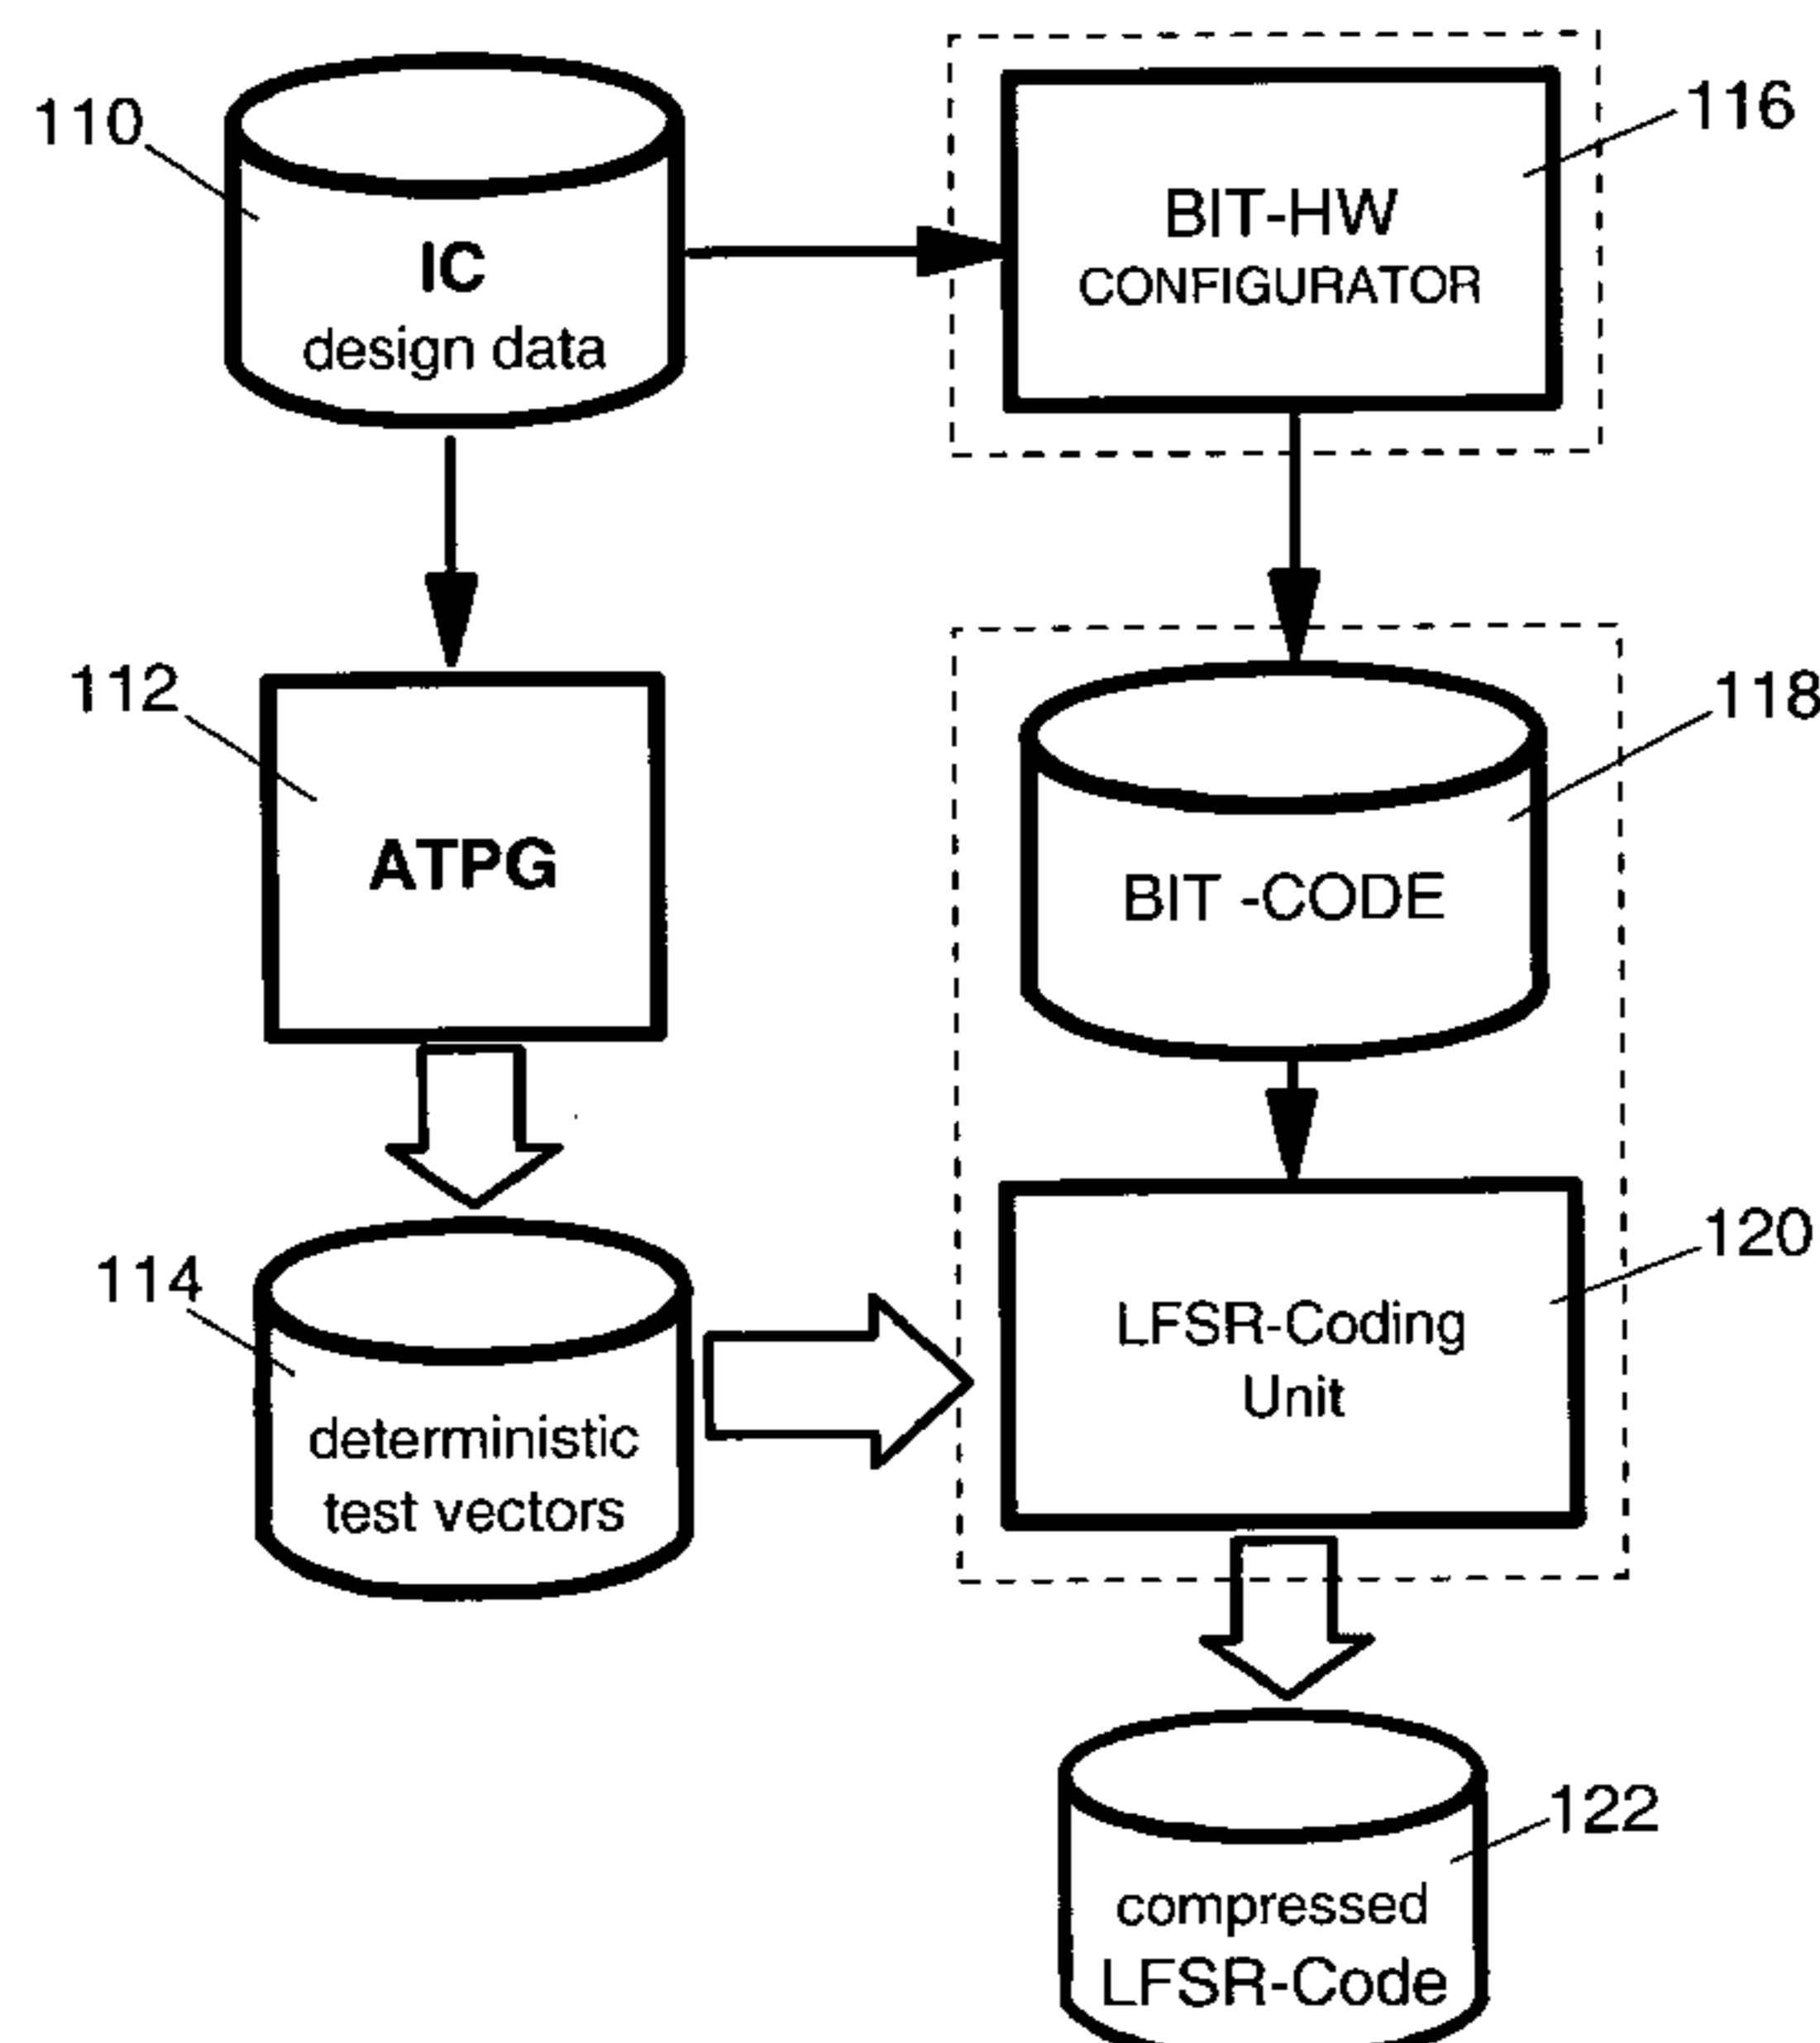 110
IC
design data
116
BIT-HW
CONFIGURATOR
112
ATPG
118
BIT -CODE
114
deterministic
test vectors
120
LFSR-Coding
Unit
122
compressed
LFSR-Code